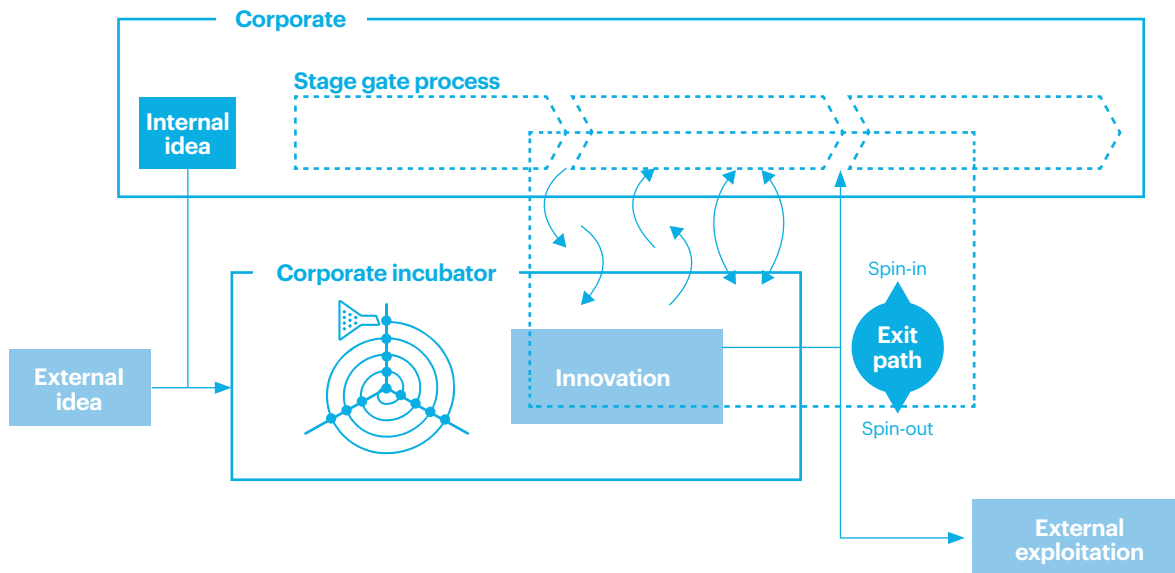 Corporate
Stage gate process
Internal
idea
Corporate incubator
Spin-in
Exit
path
External
idea
Innovation
Spin-out
External
exploitation